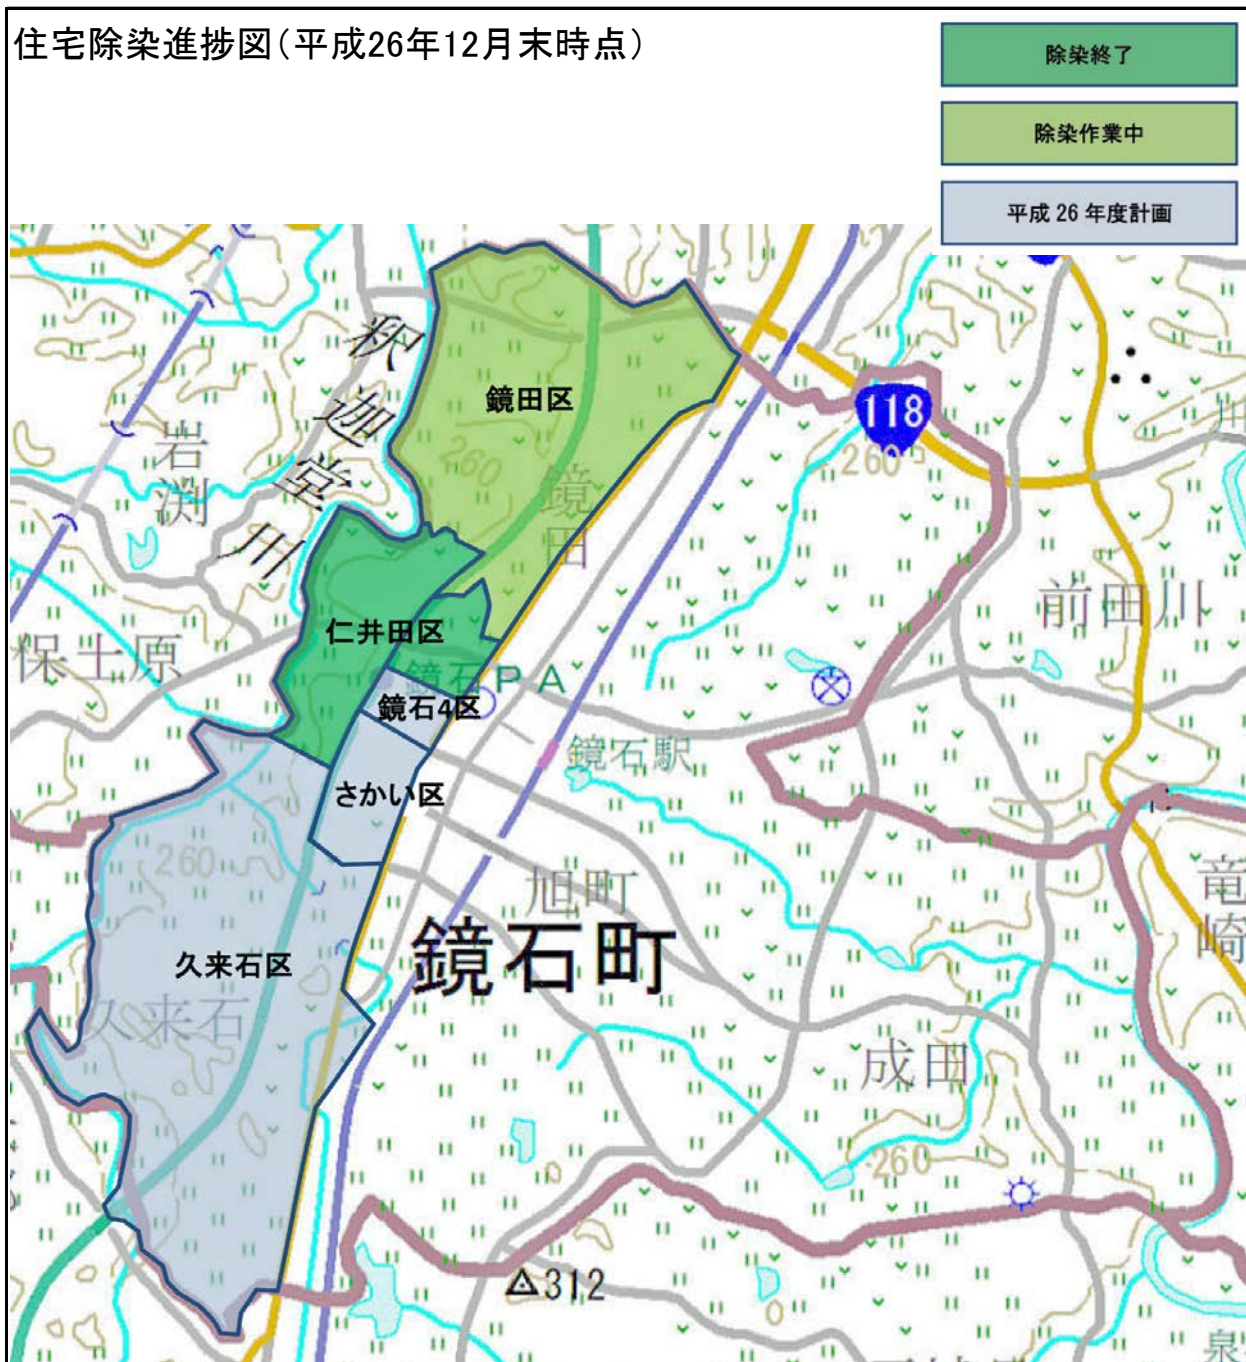 住宅除染進捗図(平成26年12月末時点)
除染終了
除染作業中
平成 26 年度計画
釈迦堂川
鏡田区
118
260
岩渕
260
鏡田
前田川
仁井田区
保土原
鏡石PA
鏡石4区
鏡石駅
さかい区
260
旭町
竜崎
鏡石町
久来石区
久来石
成田
260
312
泉